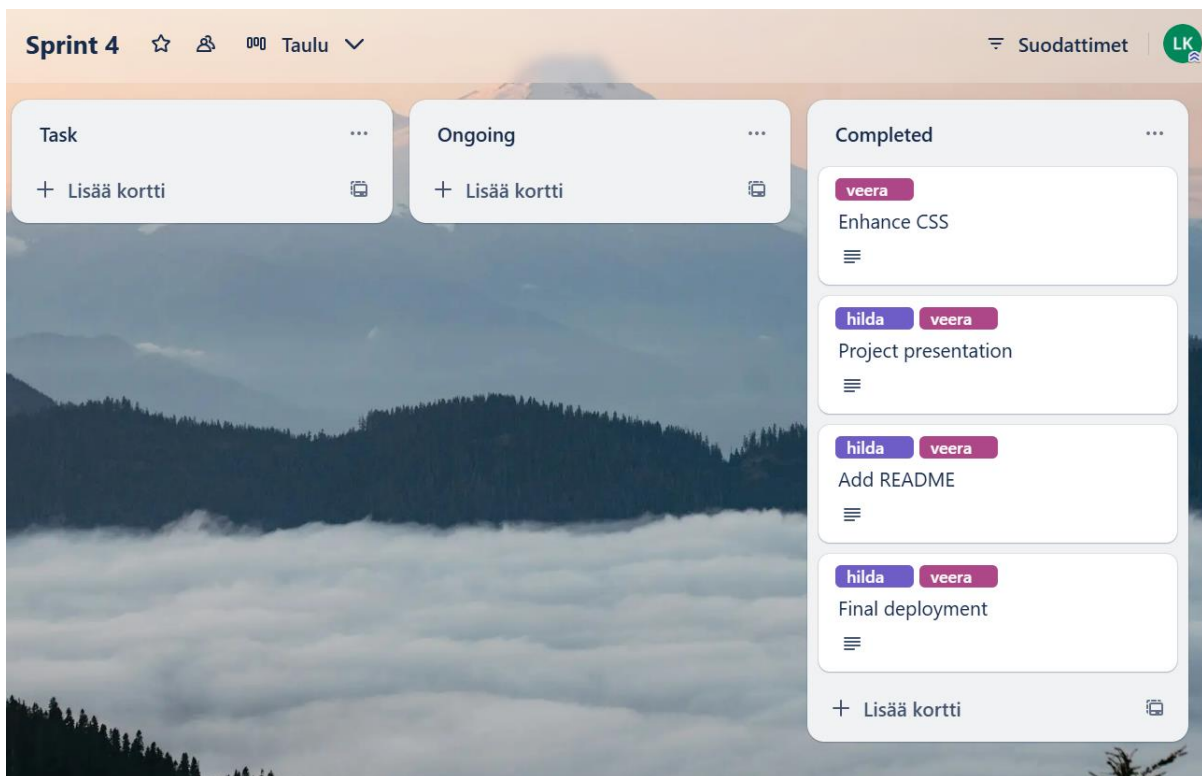 Sprint 4
Taulu
Suodattimet
LK
Task
Lisää kortti
Ongoing
Lisää kortti
Completed
veera
Enhance CSS
hilda veera
Project presentation
hilda veera
Add README
hilda veera
Final deployment
Lisää kortti